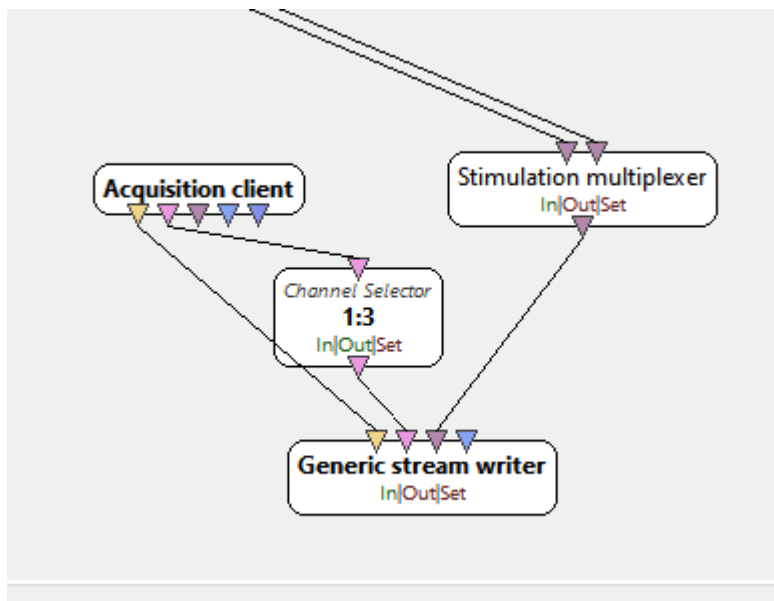 Acquisition client
Stimulation multiplexer
In|Out|Set
Channel Selector
1:3
In|Out|Set
Generic stream writer
In|Out|Set